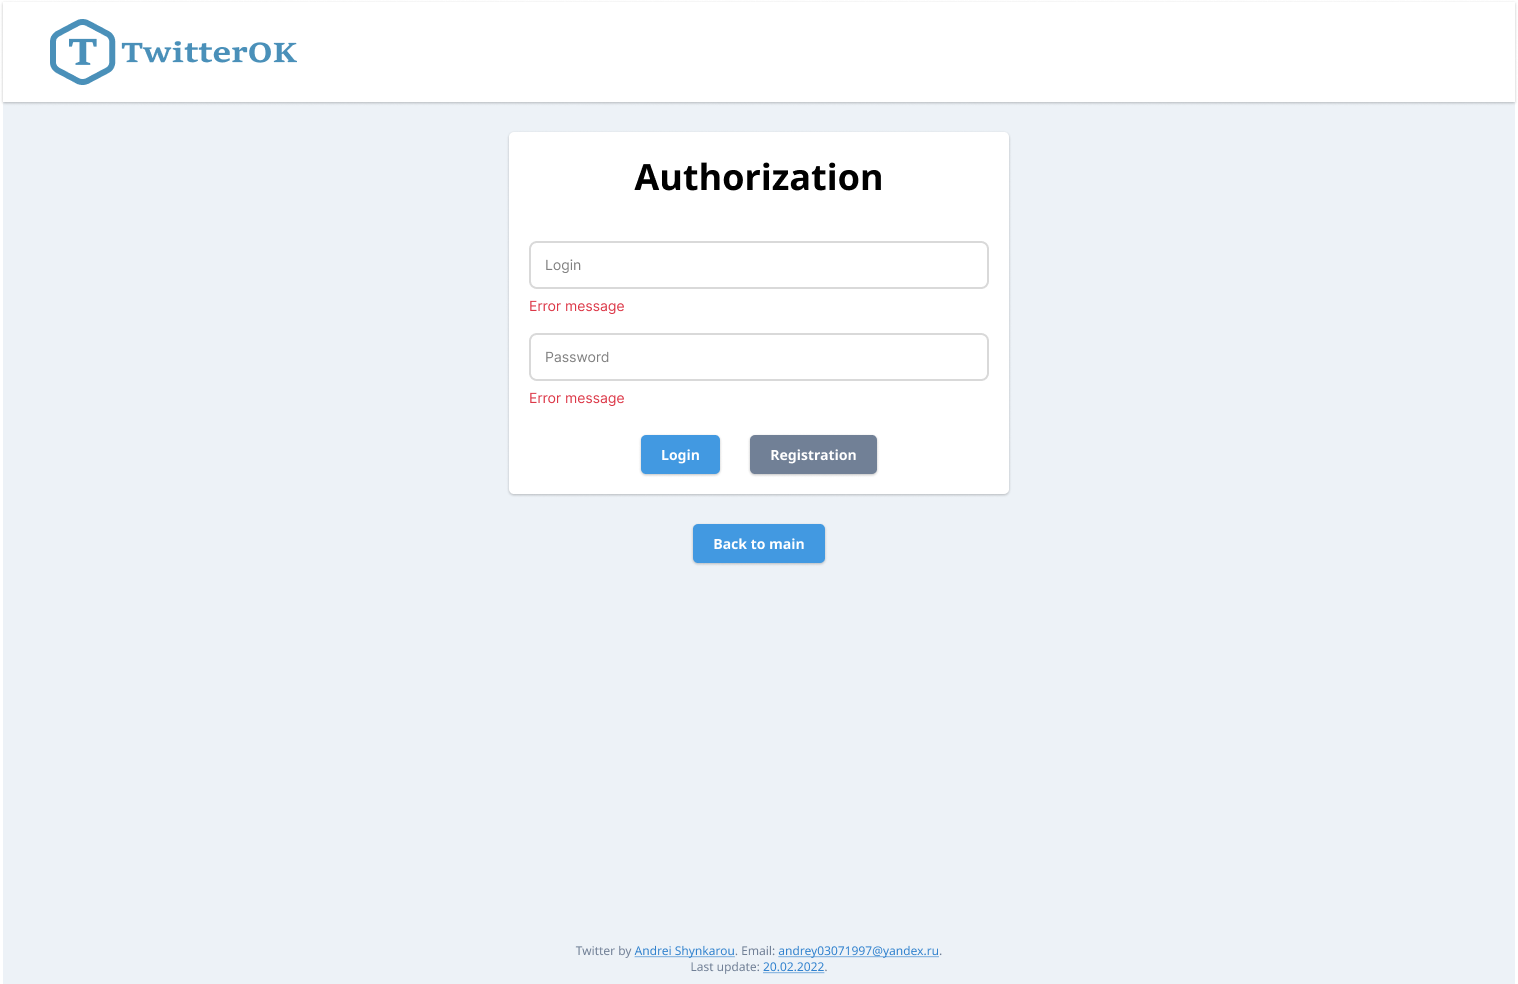 T TwitterOK
Authorization
Login
Error message
Password
Error message
Login Registration
Back to main
Twitter by Andrei Shynkarou. Email: andrey03071997@yandex.ru.
Last update: 20.02.2022.